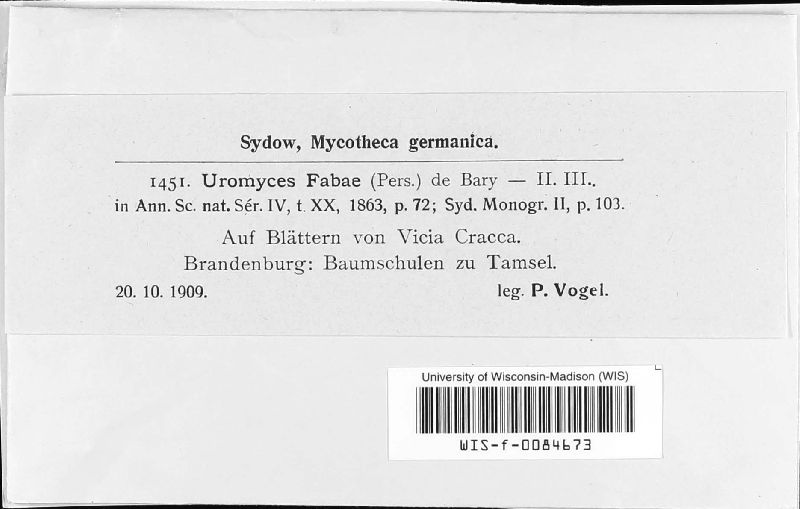 Sydow, Mycotheca germanica.
1451. Uromyces Fabae (Pers.) de Bary — II. III..
in Ann. Sc. nat. Sér. IV, t. XX, 1863, p. 72; Syd. Monogr. II, p. 103.
Auf Blättern von Vicia Cracca.
Brandenburg: Baumschulen zu Tamsel.
20. 10. 1909. leg. P. Vogel.
University of Wisconsin-Madison (WIS)
WIS-f-0084673